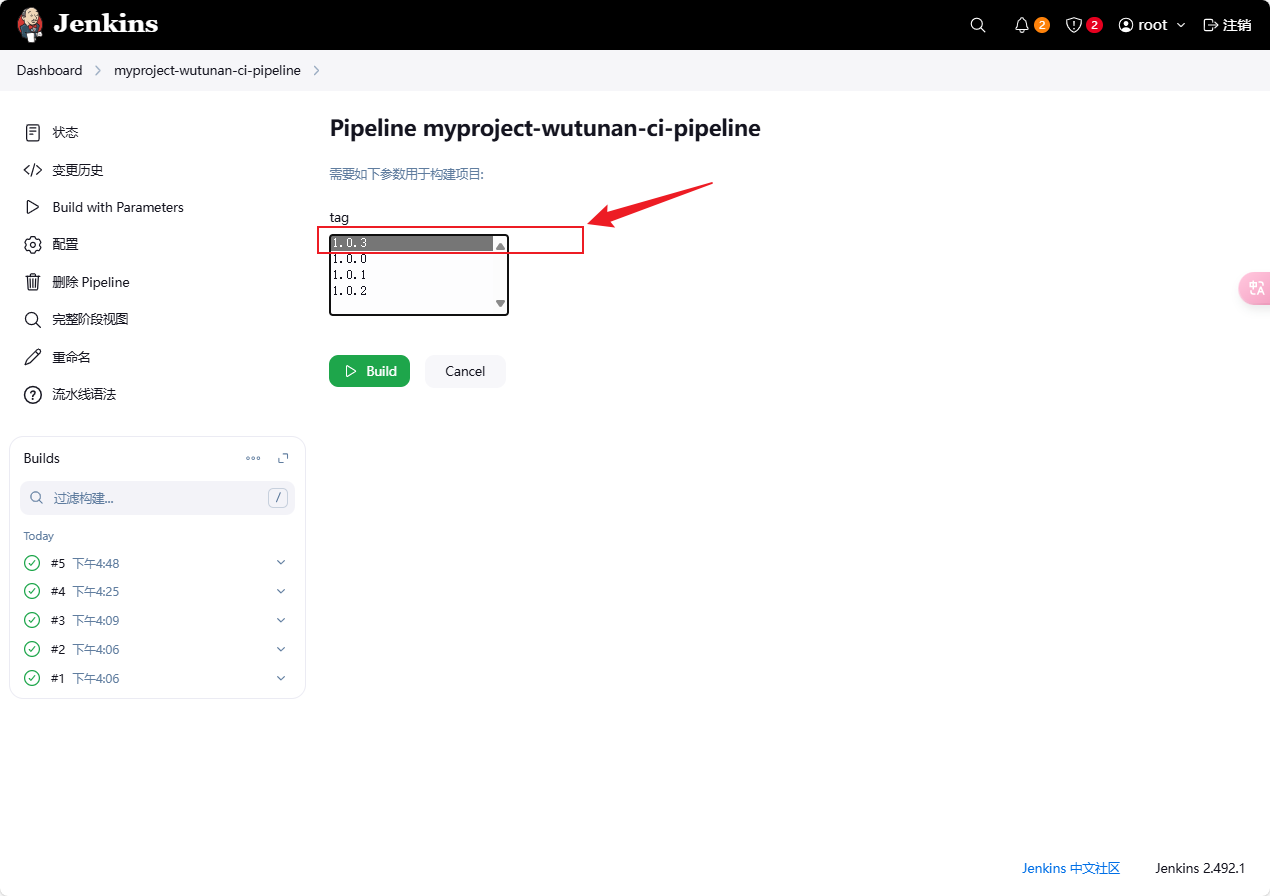 Jenkins
2
2
root
注销
Dashboard
myproject-wutunan-ci-pipeline
状态
变更历史
Build with Parameters
配置
删除 Pipeline
完整阶段视图
重命名
流水线语法
Builds
过滤构建...
/
Today
#5 下午4:48
#4 下午4:25
#3 下午4:09
#2 下午4:06
#1 下午4:06
Pipeline myproject-wutunan-ci-pipeline
需要如下参数用于构建项目:
tag
1.0.3
1.0.0
1.0.1
1.0.2
Build
Cancel
中A
Jenkins 中文社区
Jenkins 2.492.1